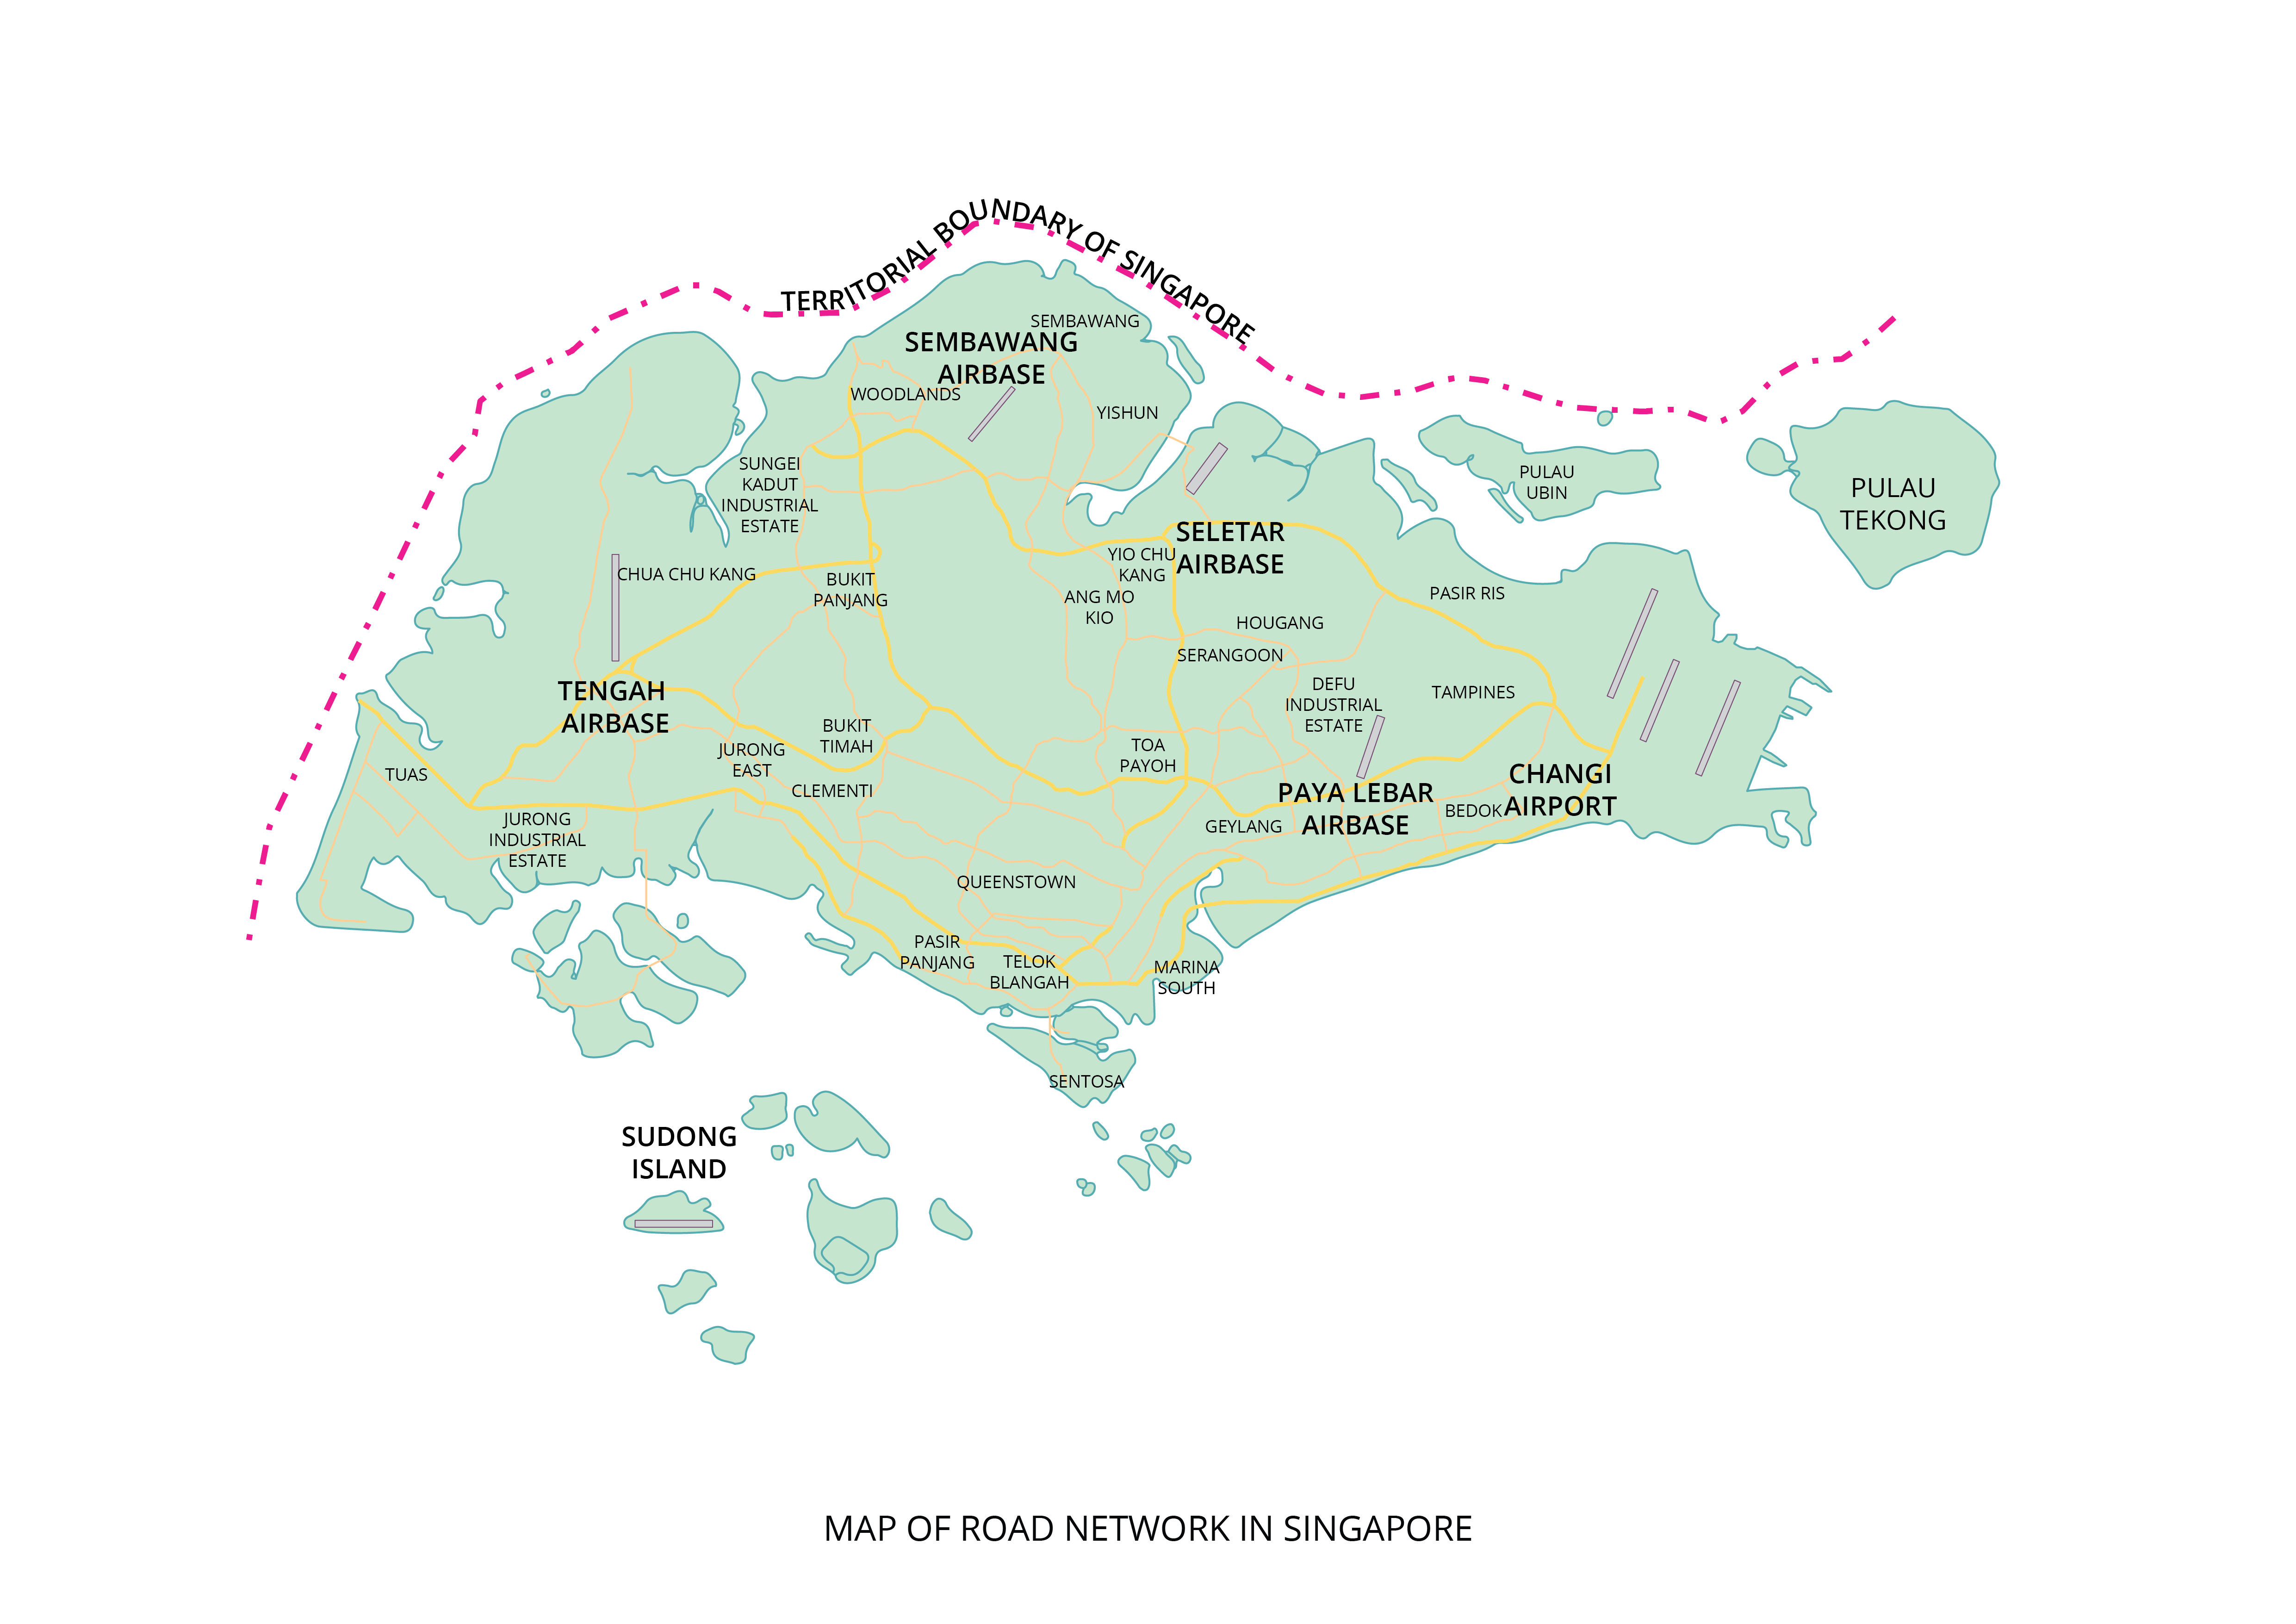 TERRITORIAL BOUNDARY OF SINGAPORE
SEMBAWANG
SEMBAWANG
AIRBASE
WOODLANDS
YISHUN
SUNGEI
KADUT
INDUSTRIAL
ESTATE
PULAU
UBIN
PULAU
TEKONG
SELETAR
AIRBASE
YIO CHU
KANG
CHUA CHU KANG
BUKIT
PANJANG
ANG MO
KIO
PASIR RIS
HOUGANG
SERANGOON
TENGAH
AIRBASE
DEFU
INDUSTRIAL
ESTATE
TAMPINES
BUKIT
TIMAH
JURONG
EAST
TOA
PAYOH
TUAS
CLEMENTI
CHANGI
AIRPORT
PAYA LEBAR
AIRBASE
BEDOK
GEYLANG
JURONG
INDUSTRIAL
ESTATE
QUEENSTOWN
PASIR
PANJANG
TELOK
BLANGAH
MARINA
SOUTH
SENTOSA
SUDONG
ISLAND
MAP OF ROAD NETWORK IN SINGAPORE